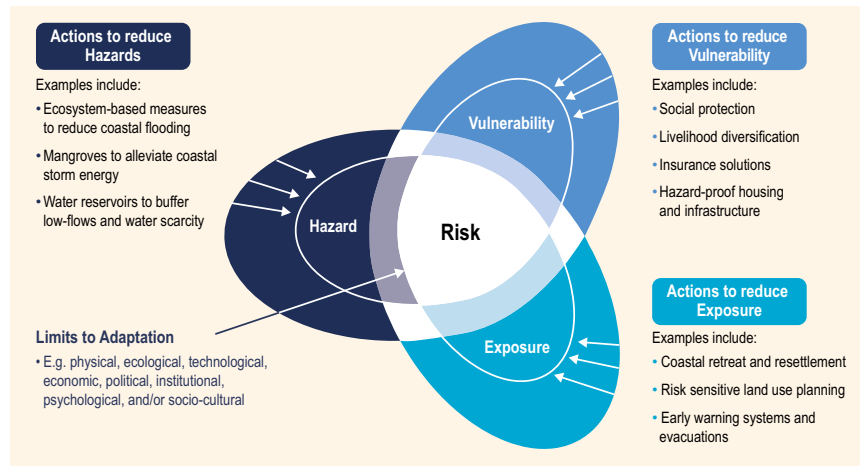 Actions to reduce
Hazards
Examples include:
• Ecosystem-based measures
to reduce coastal flooding
• Mangroves to alleviate coastal
storm energy
• Water reservoirs to buffer
low-flows and water scarcity
Actions to reduce
Vulnerability
Examples include:
• Social protection
• Livelihood diversification
• Insurance solutions
• Hazard-proof housing
and infrastructure
Vulnerability
Hazard
Risk
Exposure
Limits to Adaptation
• E.g. physical, ecological, technological,
economic, political, institutional,
psychological, and/or socio-cultural
Actions to reduce
Exposure
Examples include:
• Coastal retreat and resettlement
• Risk sensitive land use planning
• Early warning systems and
evacuations